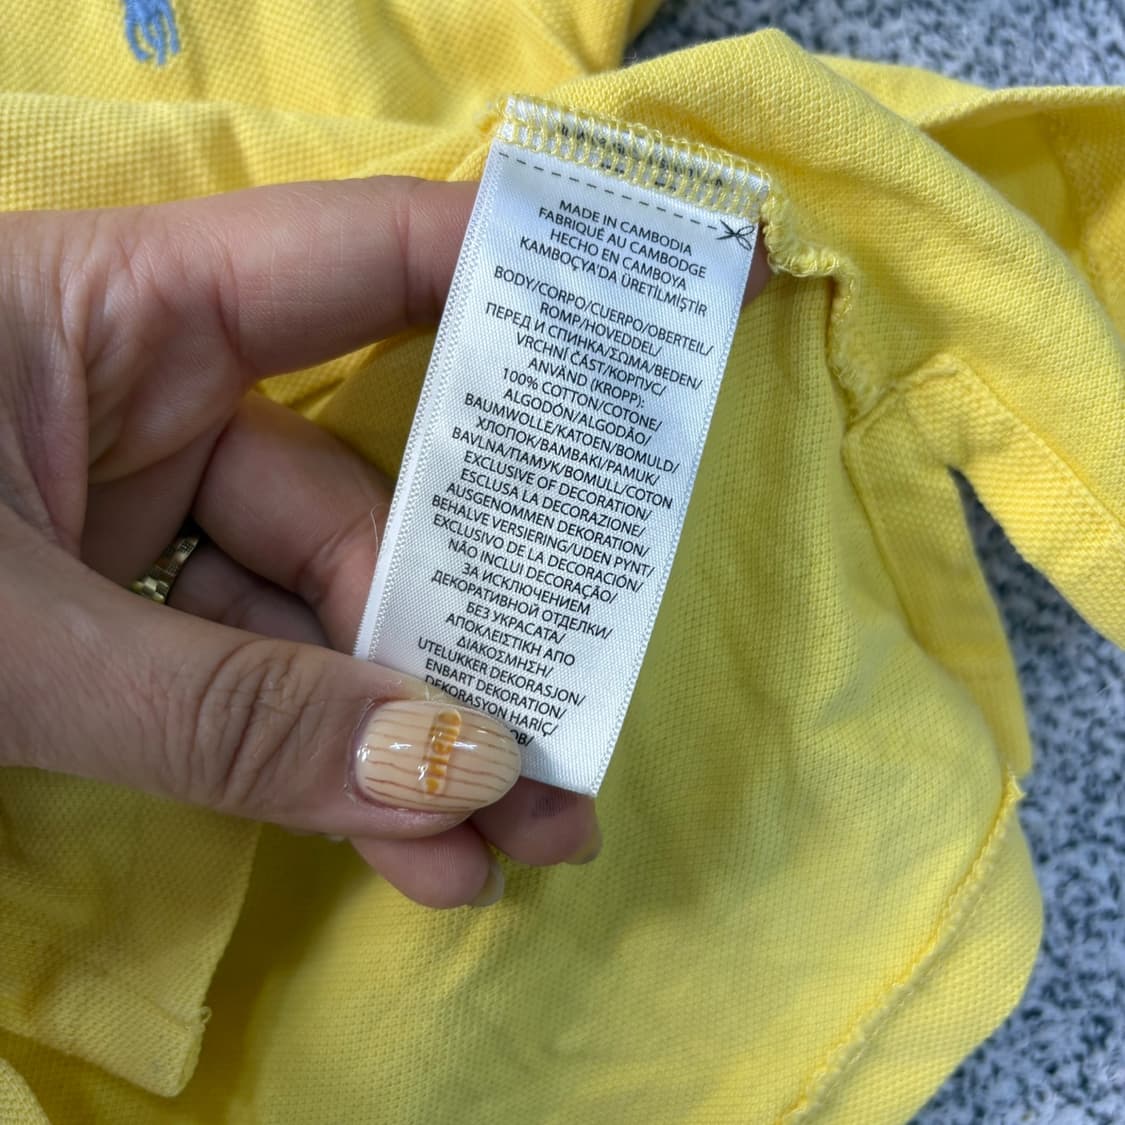 MADE IN CAMBODIA
FABRIQUÉ AU CAMBODGE
HECHO EN CAMBOYA
KAMBOÇYA'DA ÜRETİLMİŞTİR
BODY/CORPO/CUERPO/OBERTEIL/
ROMP/HOVEDDEL/
ПЕРЕД И СПИНКА/ΣΩΜΑ/BEDEN/
VRCHNÍ ČÁST/КОРПУС/
ANVÄND (KROPP):
100% COTTON/COTONE/
ALGODÓN/ALGODÃO/
BAUMWOLLE/KATOEN/BOMULD/
ХЛОПОК/ΒΑΜΒΑΚΙ/PAMUK/
BAVLNA/ПАМУК/BOMULL/COTON
EXCLUSIVE OF DECORATION/
ESCLUSA LA DECORAZIONE/
AUSGENOMMEN DEKORATION/
BEHALVE VERSIERING/UDEN PYNT/
EXCLUSIVO DE LA DECORACIÓN/
NÃO INCLUI DECORAÇÃO/
ЗА ИСКЛЮЧЕНИЕМ
ДЕКОРАТИВНОЙ ОТДЕЛКИ/
БЕЗ УКРАСАТА/
ΑΠΟΚΛΕΙΣΤΙΚΗ ΑΠΟ
ΔΙΑΚΟΣΜΗΣΗ/
UTELUKKER DEKORASJON/
ENBART DEKORATION/
DEKORASYON HARİÇ/